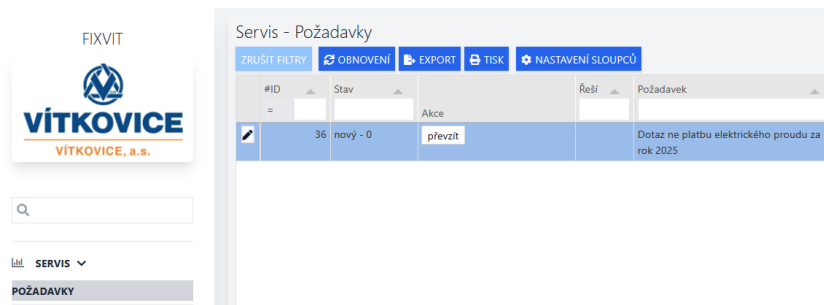 FIXVIT
VÍTKOVICE
VÍTKOVICE, a.s.
SERVIS
POŽADAVKY
Servis - Požadavky
ZRUŠIT FILTRY OBNOVENÍ EXPORT TISK NASTAVENÍ SLOUPCŮ
#ID Stav Akce Řeší Požadavek
=
36 nový - 0 převzít Dotaz ne platbu elektrického proudu za
rok 2025